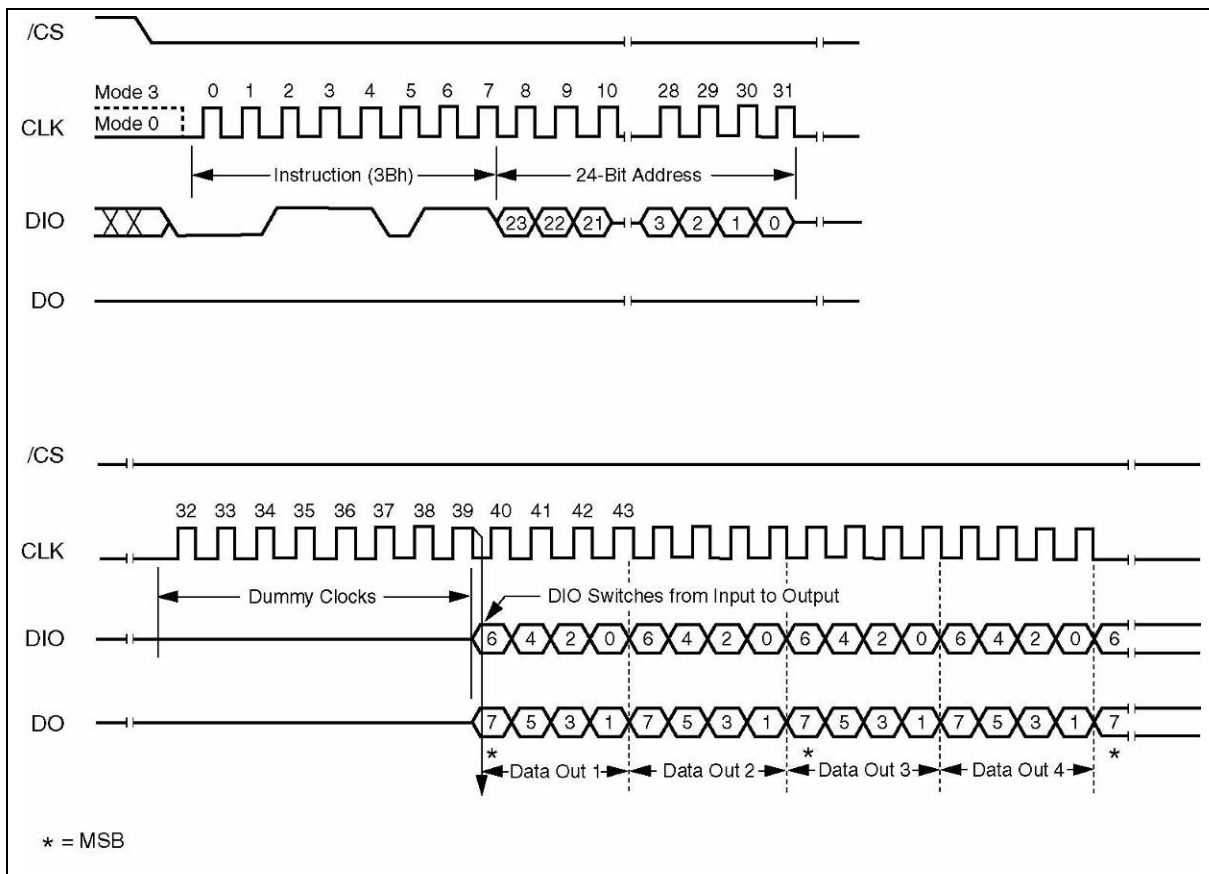 /CS
Mode 3 0 1 2 3 4 5 6 7 8 9 10 28 29 30 31
CLK Mode 0
Instruction (3Bh) 24-Bit Address
DIO 23 22 21 3 2 1 0
DO
/CS
32 33 34 35 36 37 38 39 40 41 42 43
CLK
Dummy Clocks DIO Switches from Input to Output
DIO 6 4 2 0 6 4 2 0 6 4 2 0 6 4 2 0 6
DO 7 5 3 1 7 5 3 1 7 5 3 1 7 5 3 1 7
* * *
Data Out 1 Data Out 2 Data Out 3 Data Out 4
* = MSB